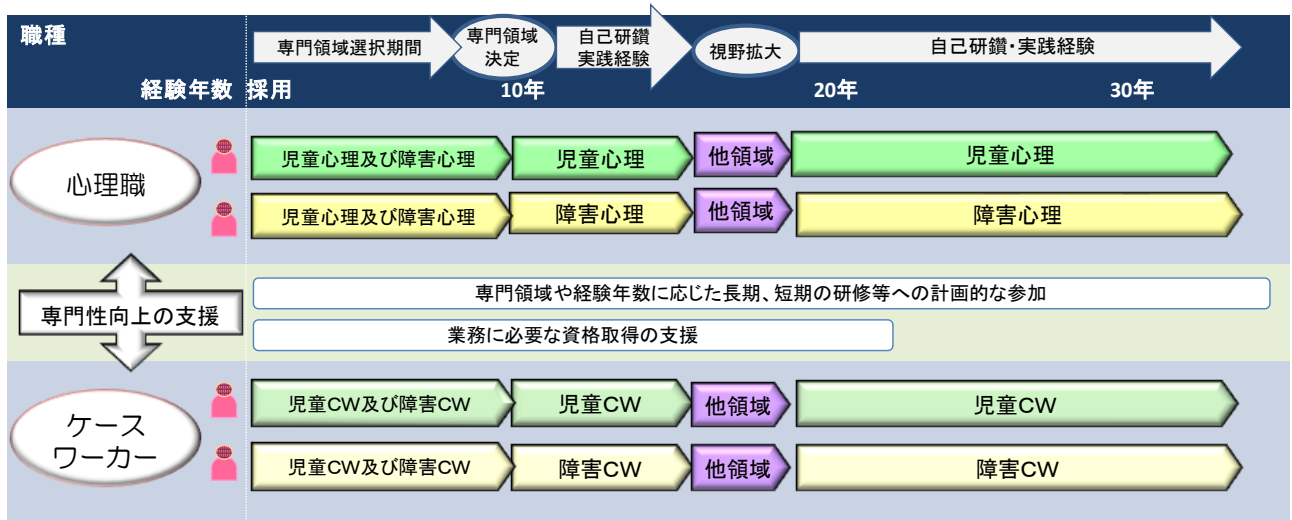 職種
専門領域選択期間
専門領域
決定
自己研鑽
実践経験
視野拡大
自己研鑽・実践経験
経験年数 採用 10年 20年 30年
心理職
児童心理及び障害心理 児童心理 他領域 児童心理
児童心理及び障害心理 障害心理 他領域 障害心理
専門性向上の支援
専門領域や経験年数に応じた長期、短期の研修等への計画的な参加
業務に必要な資格取得の支援
ケース
ワーカー
児童CW及び障害CW 児童CW 他領域 児童CW
児童CW及び障害CW 障害CW 他領域 障害CW